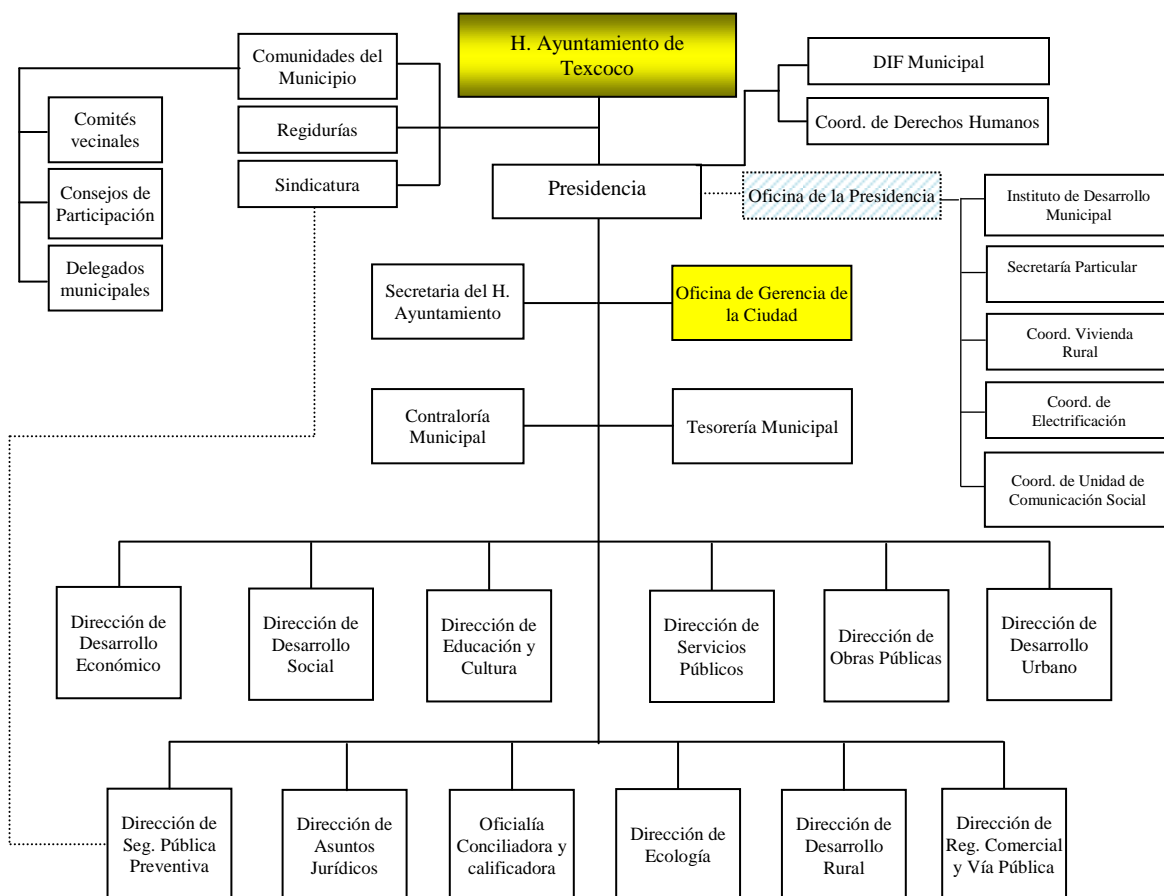 H. Ayuntamiento de
Texcoco
Comunidades del
Municipio
DIF Municipal
Comités
vecinales
Regidurías
Coord. de Derechos Humanos
Consejos de
Participación
Sindicatura
Presidencia
Oficina de la Presidencia
Instituto de Desarrollo
Municipal
Delegados
municipales
Secretaria del H.
Ayuntamiento
Oficina de Gerencia de
la Ciudad
Secretaría Particular
Coord. Vivienda
Rural
Contraloría
Municipal
Tesorería Municipal
Coord. de
Electrificación
Coord. de Unidad de
Comunicación Social
Dirección de
Desarrollo
Económico
Dirección de
Desarrollo
Social
Dirección de
Educación y
Cultura
Dirección de
Servicios
Públicos
Dirección de
Obras Públicas
Dirección de
Desarrollo
Urbano
Dirección de
Seg. Pública
Preventiva
Dirección de
Asuntos
Jurídicos
Oficialía
Conciliadora y
calificadora
Dirección de
Ecología
Dirección de
Desarrollo
Rural
Dirección de
Reg. Comercial
y Vía Pública